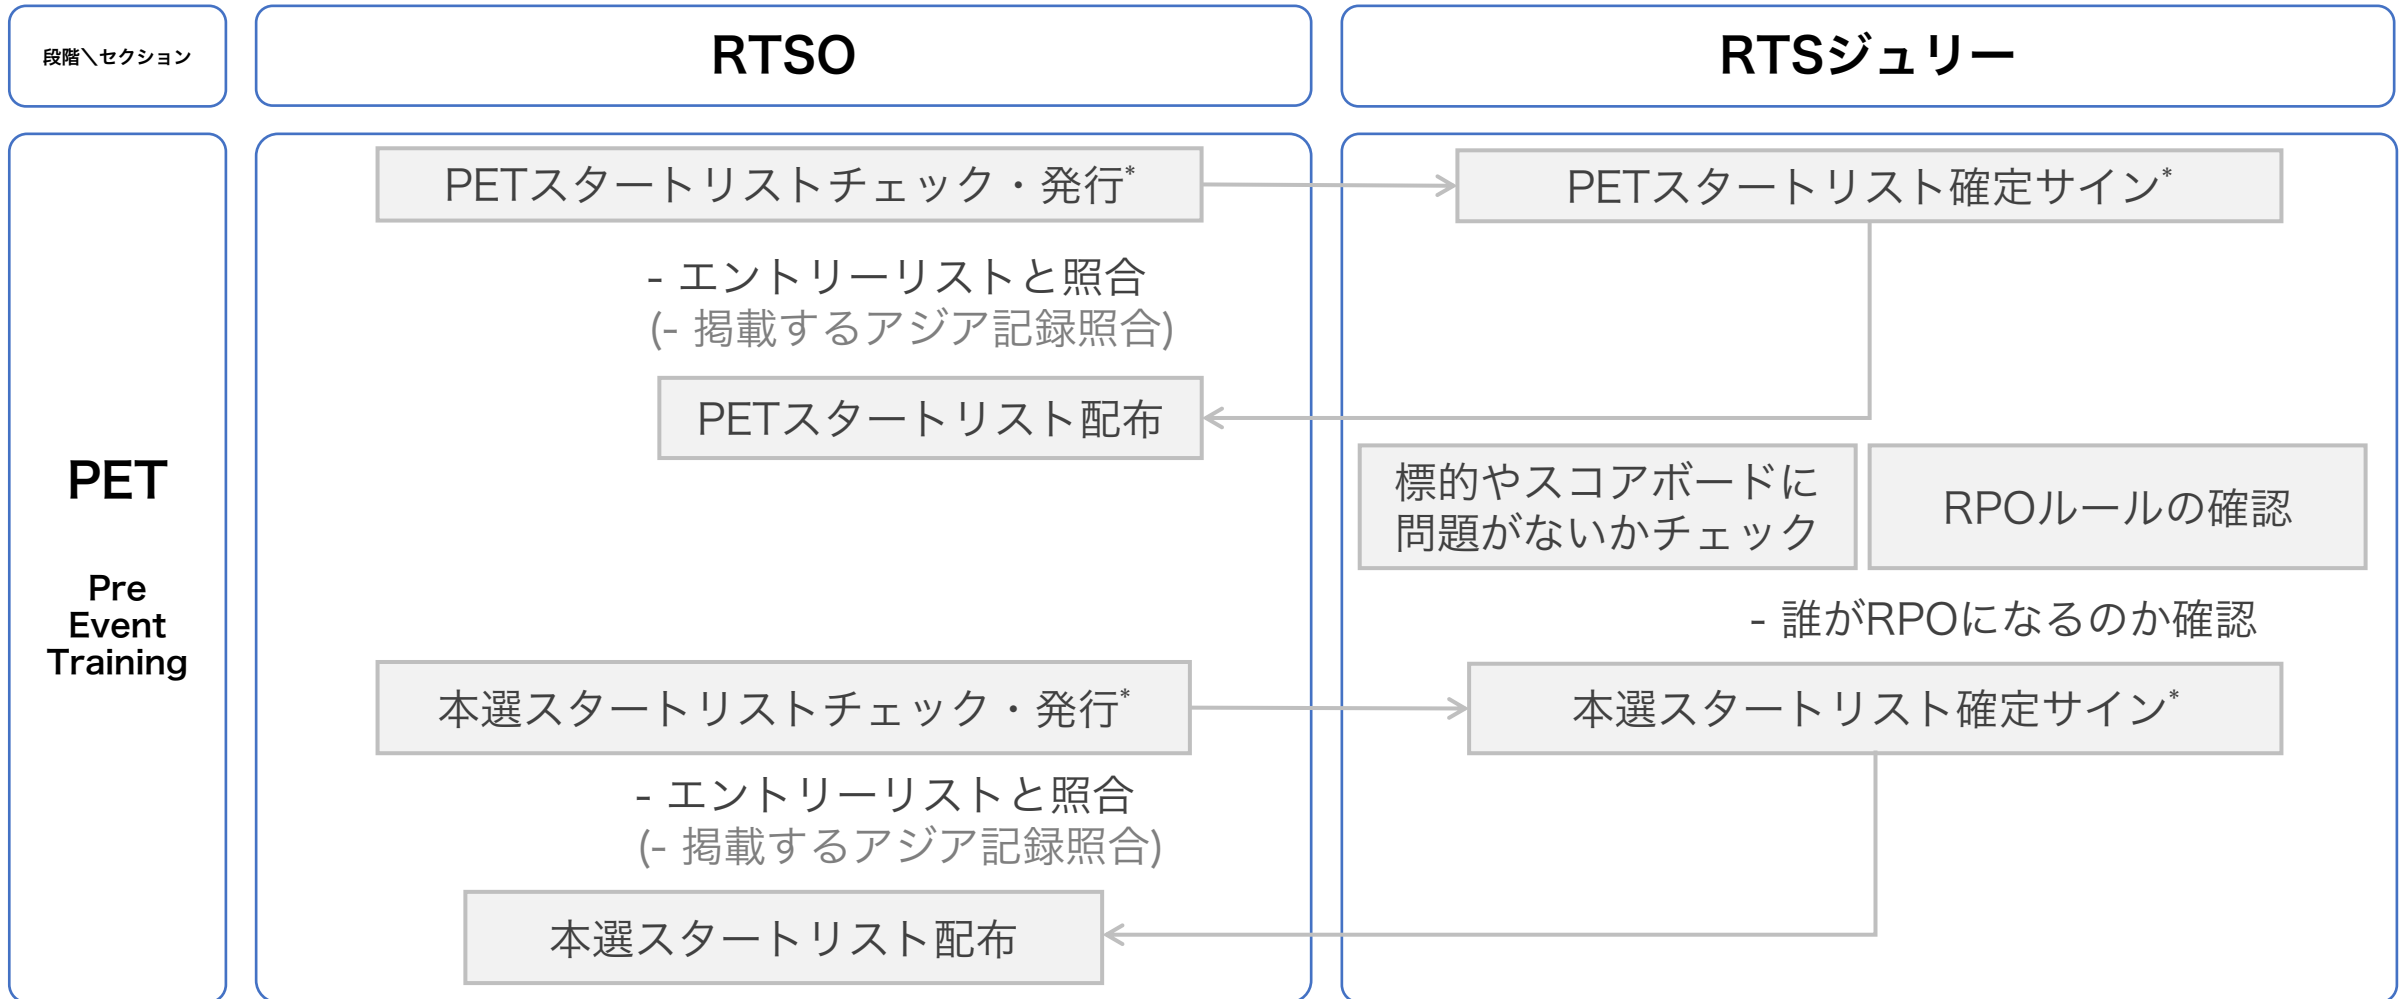 段階＼セクション
RTSO
RTSジュリー
PETスタートリストチェック・発行*
PETスタートリスト確定サイン*
- エントリーリストと照合
(- 掲載するアジア記録照合)
PETスタートリスト配布
標的やスコアボードに
問題がないかチェック
RPOルールの確認
PET
Pre
Event
Training
- 誰がRPOになるのか確認
本選スタートリストチェック・発行*
本選スタートリスト確定サイン*
- エントリーリストと照合
(- 掲載するアジア記録照合)
本選スタートリスト配布